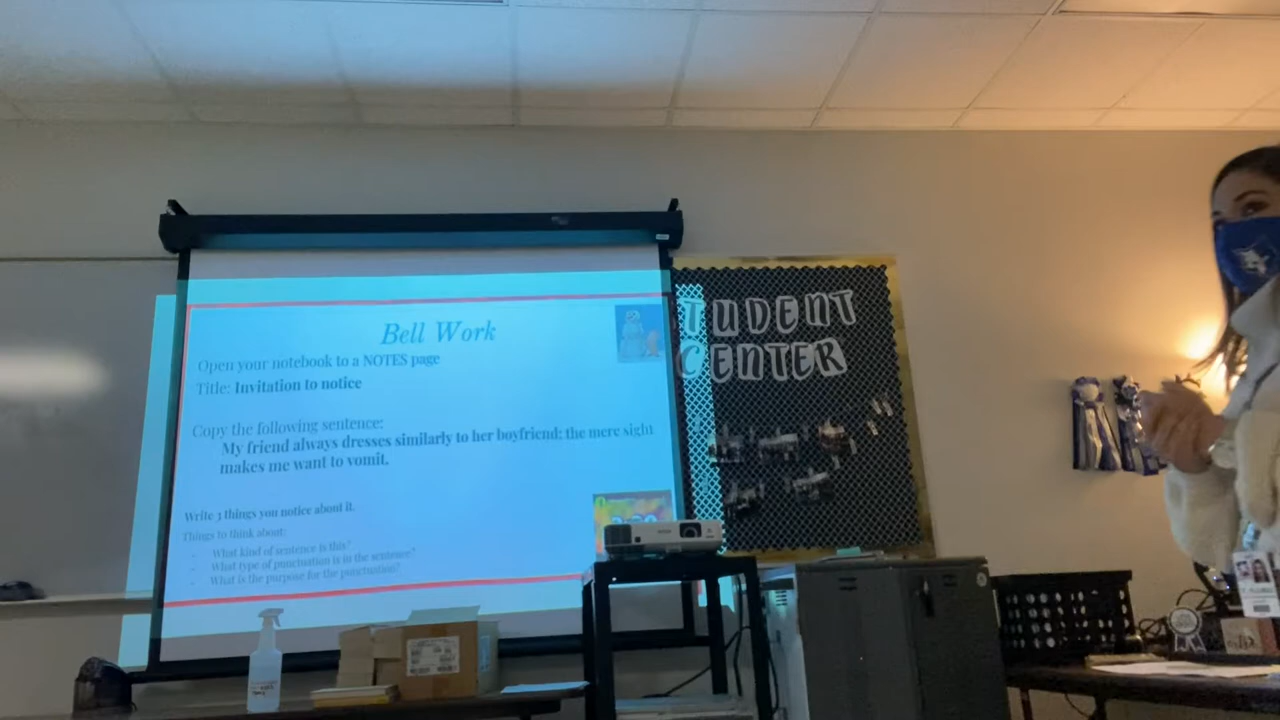 Bell Work
Open your notebook to a NOTES page
Title: Invitation to notice
Copy the following sentence:
My friend always dresses similarly to her boyfriend; the mere sight
makes me want to vomit.
Write 3 things you notice about it.
Things to think about:
- What kind of sentence is this?
- What type of punctuation is in the sentence?
- What is the purpose for the punctuation?
STUDENT
CENTER
EPSON